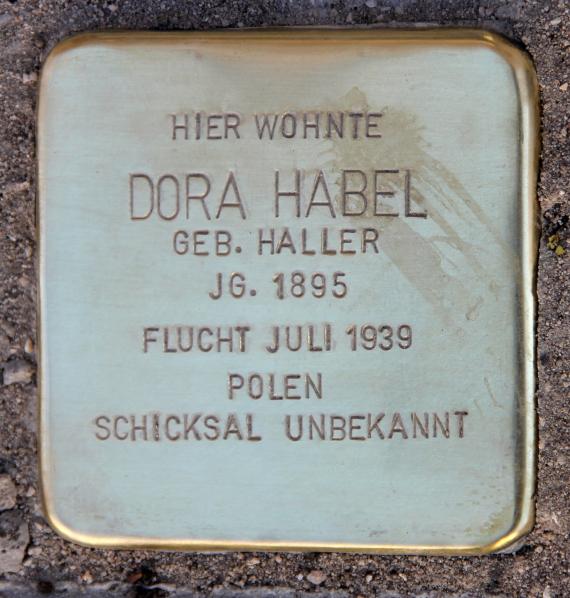 HIER WOHNTE
DORA HABEL
GEB. HALLER
JG. 1895
FLUCHT JULI 1939
POLEN
SCHICKSAL UNBEKANNT